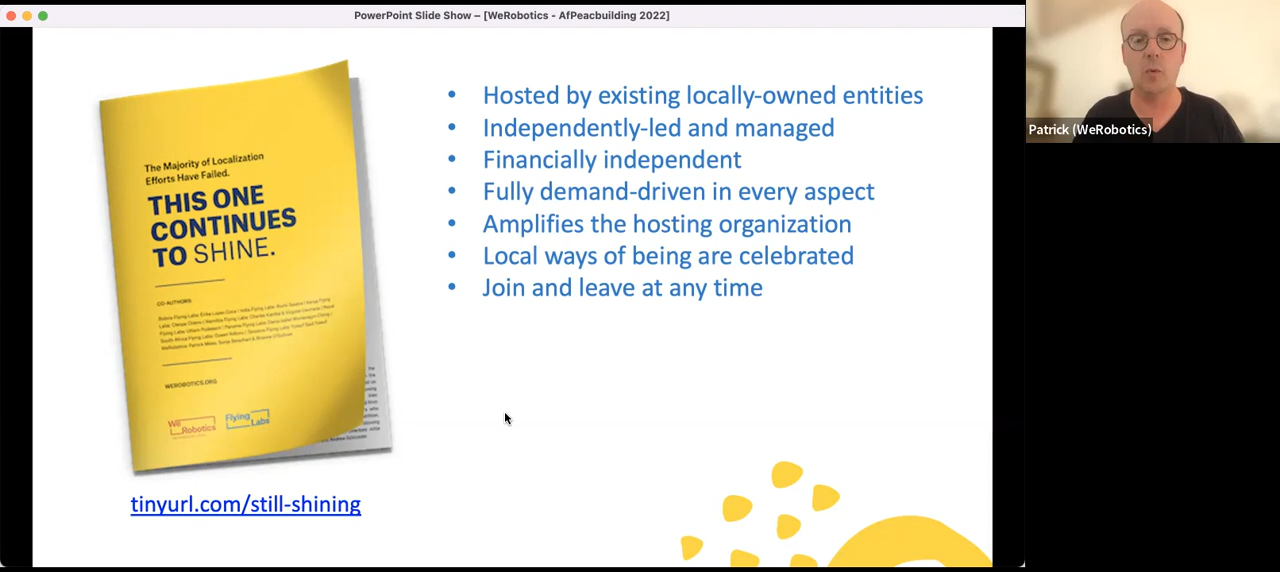 PowerPoint Slide Show – [WeRobotics - AfPeacbuilding 2022]
The Majority of Localization
Efforts Have Failed.
THIS ONE
CONTINUES
TO SHINE.
CO-AUTHORS:
WEROBOTICS.ORG
We
Robotics
Flying
Labs
tinyurl.com/still-shining
• Hosted by existing locally-owned entities
• Independently-led and managed
• Financially independent
• Fully demand-driven in every aspect
• Amplifies the hosting organization
• Local ways of being are celebrated
• Join and leave at any time
Patrick (WeRobotics)